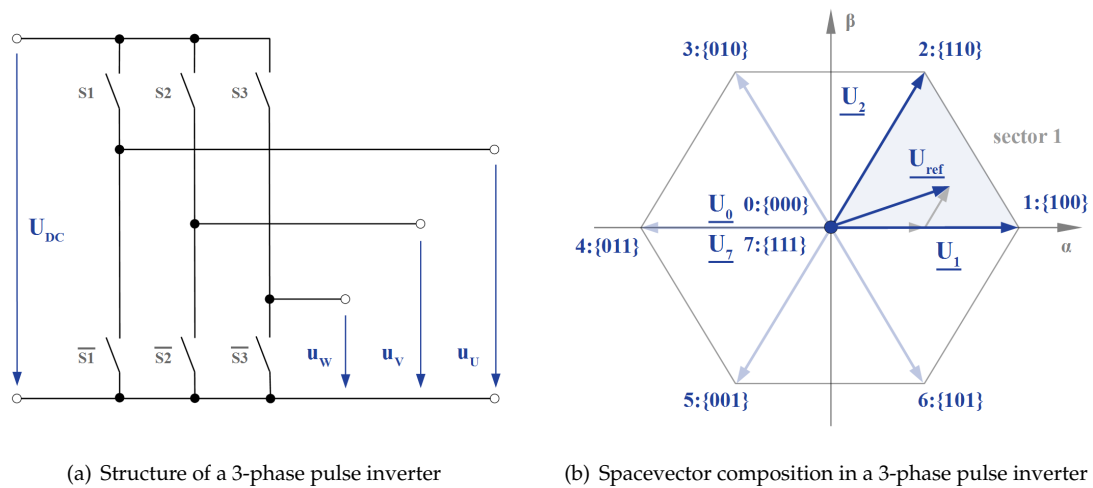 S1
S2
S3
U_DC
S1̅
S2̅
S3̅
u_W
u_V
u_U
(a) Structure of a 3-phase pulse inverter
β
3:{010}
2:{110}
U_2
sector 1
U_ref
U_0 0:{000}
1:{100}
4:{011}
U_7 7:{111}
U_1
α
5:{001}
6:{101}
(b) Spacevector composition in a 3-phase pulse inverter